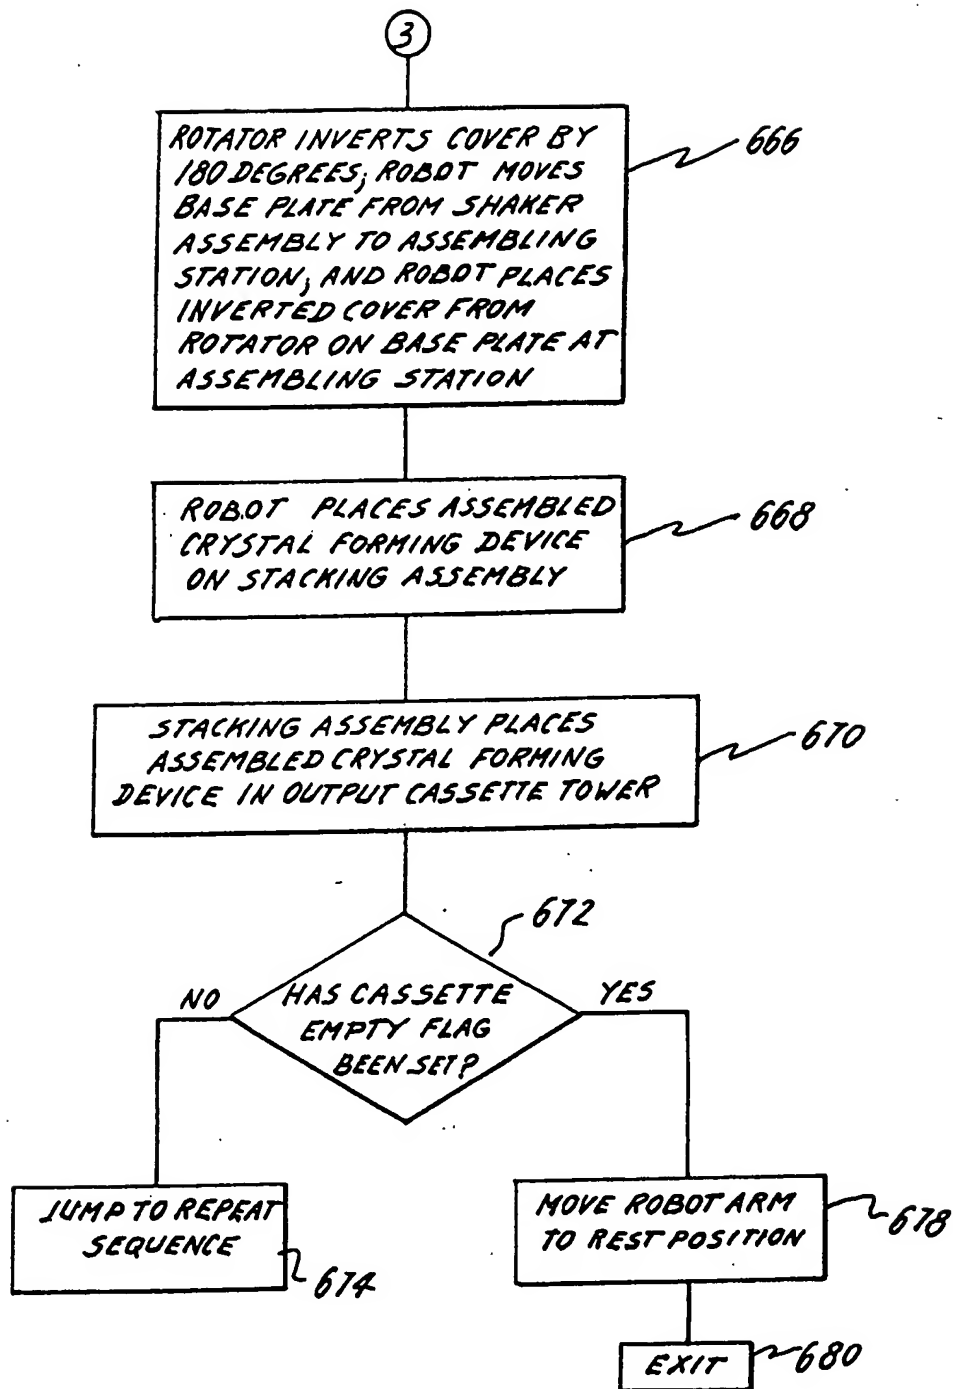 3
ROTATOR INVERTS COVER BY
180 DEGREES; ROBOT MOVES
BASE PLATE FROM SHAKER
ASSEMBLY TO ASSEMBLING
STATION; AND ROBOT PLACES
INVERTED COVER FROM
ROTATOR ON BASE PLATE AT
ASSEMBLING STATION
666
ROBOT PLACES ASSEMBLED
CRYSTAL FORMING DEVICE
ON STACKING ASSEMBLY
668
STACKING ASSEMBLY PLACES
ASSEMBLED CRYSTAL FORMING
DEVICE IN OUTPUT CASSETTE TOWER
670
672
HAS CASSETTE
EMPTY FLAG
BEEN SET?
NO
YES
JUMP TO REPEAT
SEQUENCE
674
MOVE ROBOT ARM
TO REST POSITION
678
EXIT
680